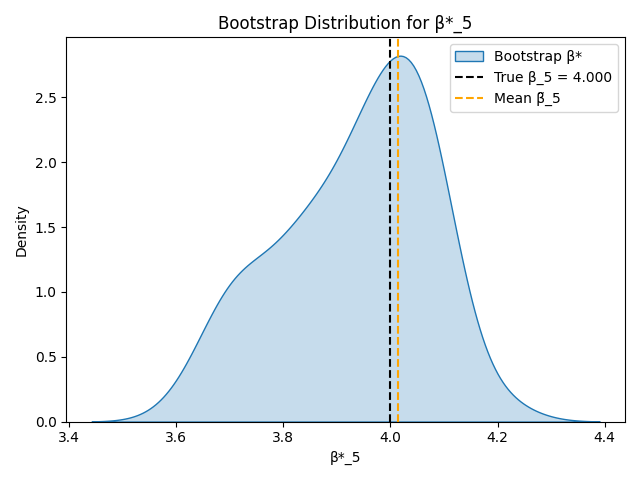 Bootstrap Distribution for β*_5
Bootstrap β*
True β_5 = 4.000
Mean β̂_5
Density
2.5
2.0
1.5
1.0
0.5
0.0
3.4 3.6 3.8 4.0 4.2 4.4
β*_5